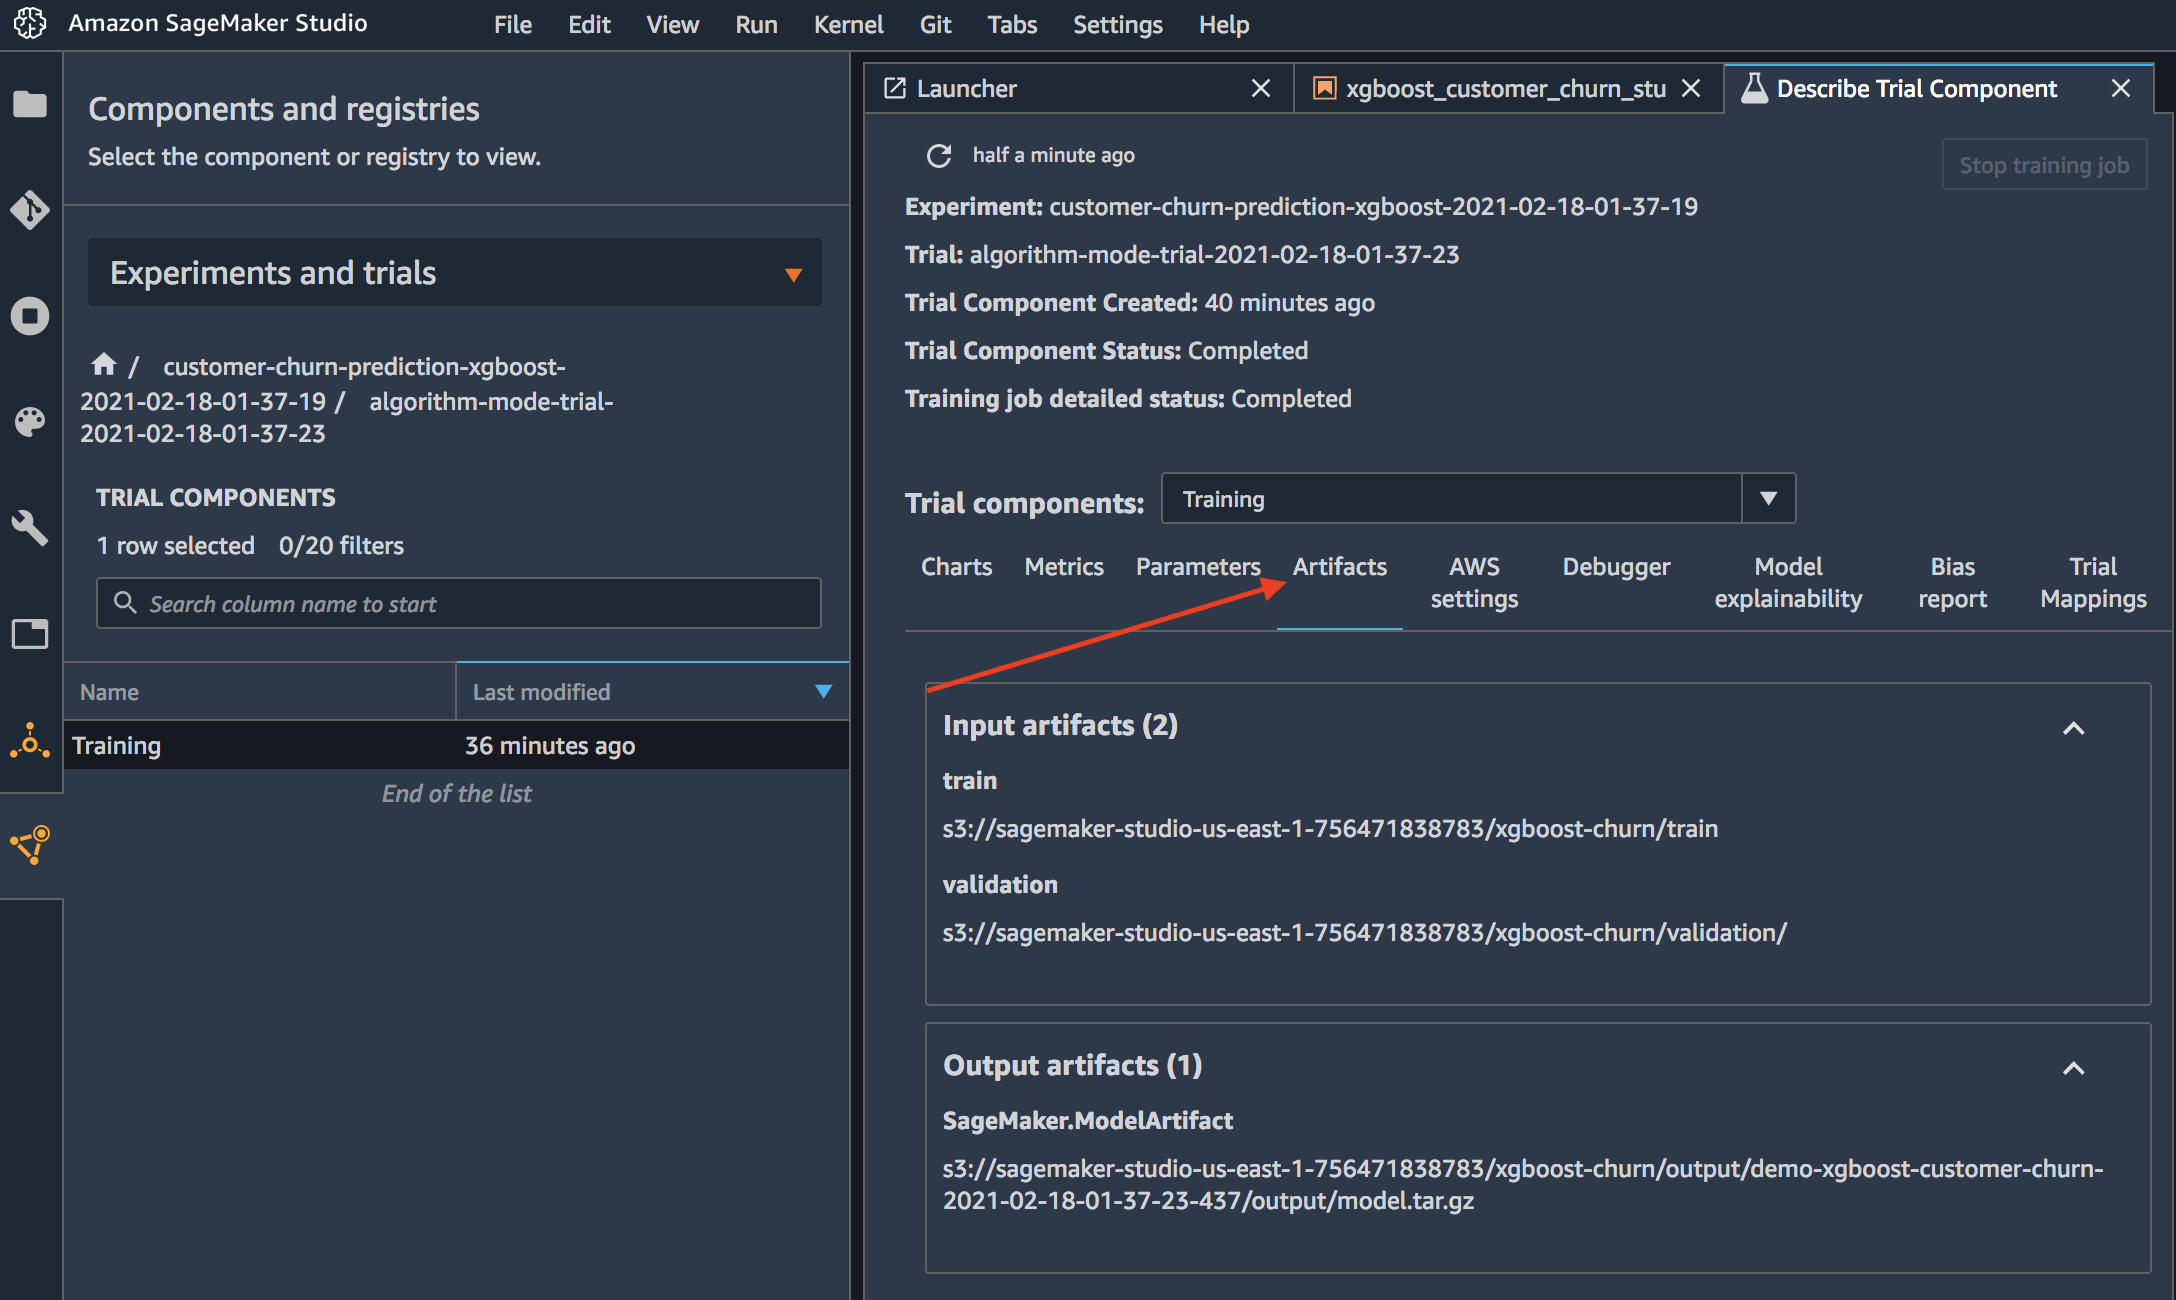 Amazon SageMaker Studio
File Edit View Run Kernel Git Tabs Settings Help
Components and registries
Select the component or registry to view.
Experiments and trials
/ customer-churn-prediction-xgboost-
2021-02-18-01-37-19 / algorithm-mode-trial-
2021-02-18-01-37-23
TRIAL COMPONENTS
1 row selected 0/20 filters
Search column name to start
Name Last modified
Training 36 minutes ago
End of the list
Launcher
xgboost_customer_churn_stu
Describe Trial Component
half a minute ago
Stop training job
Experiment: customer-churn-prediction-xgboost-2021-02-18-01-37-19
Trial: algorithm-mode-trial-2021-02-18-01-37-23
Trial Component Created: 40 minutes ago
Trial Component Status: Completed
Training job detailed status: Completed
Trial components: Training
Charts Metrics Parameters Artifacts AWS settings Debugger Model explainability Bias report Trial Mappings
Input artifacts (2)
train
s3://sagemaker-studio-us-east-1-756471838783/xgboost-churn/train
validation
s3://sagemaker-studio-us-east-1-756471838783/xgboost-churn/validation/
Output artifacts (1)
SageMaker.ModelArtifact
s3://sagemaker-studio-us-east-1-756471838783/xgboost-churn/output/demo-xgboost-customer-churn-
2021-02-18-01-37-23-437/output/model.tar.gz